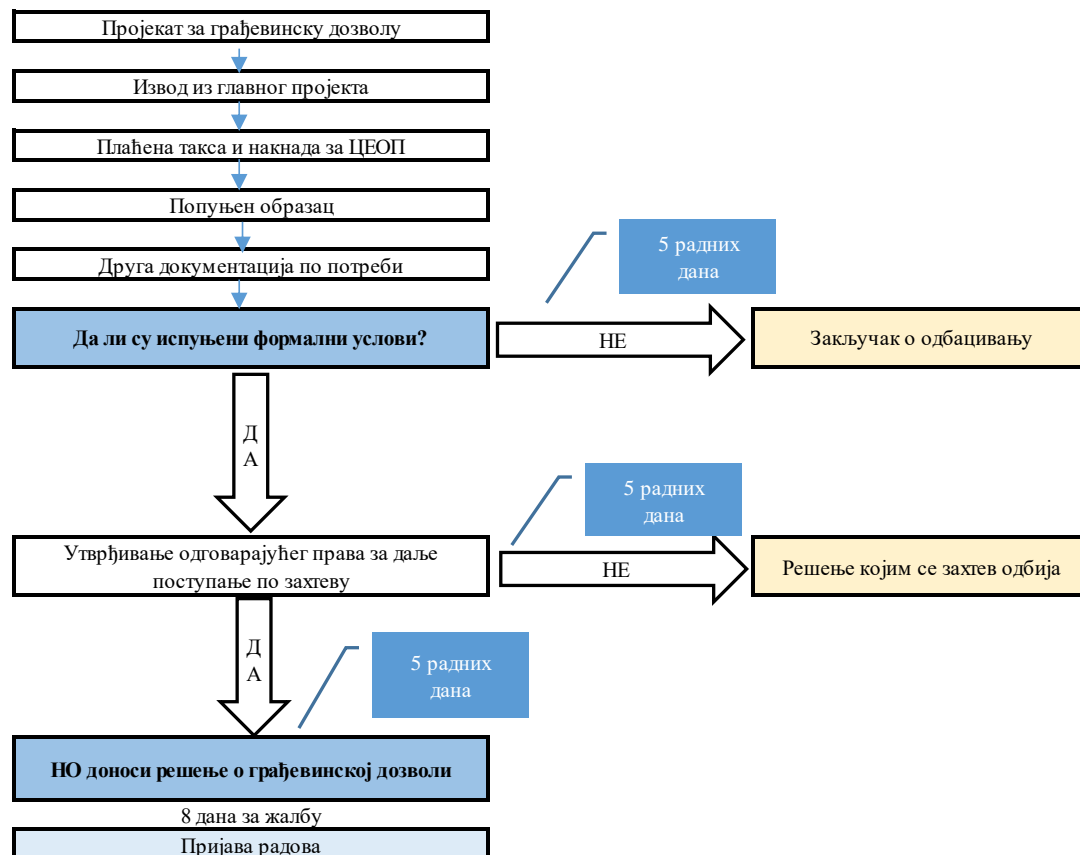 Пројекат за грађевинску дозволу
Извод из главног пројекта
Плаћена такса и накнада за ЦЕОП
Попуњен образац
5 радних
дана
Друга документација по потреби
Да ли су испуњени формални услови?
НЕ
Закључак о одбацивању
Д
А
5 радних
дана
Утврђивање одговарајућег права за даље
поступање по захтеву
НЕ
Решење којим се захтев одбија
Д
А
5 радних
дана
НО доноси решење о грађевинској дозволи
8 дана за жалбу
Пријава радова